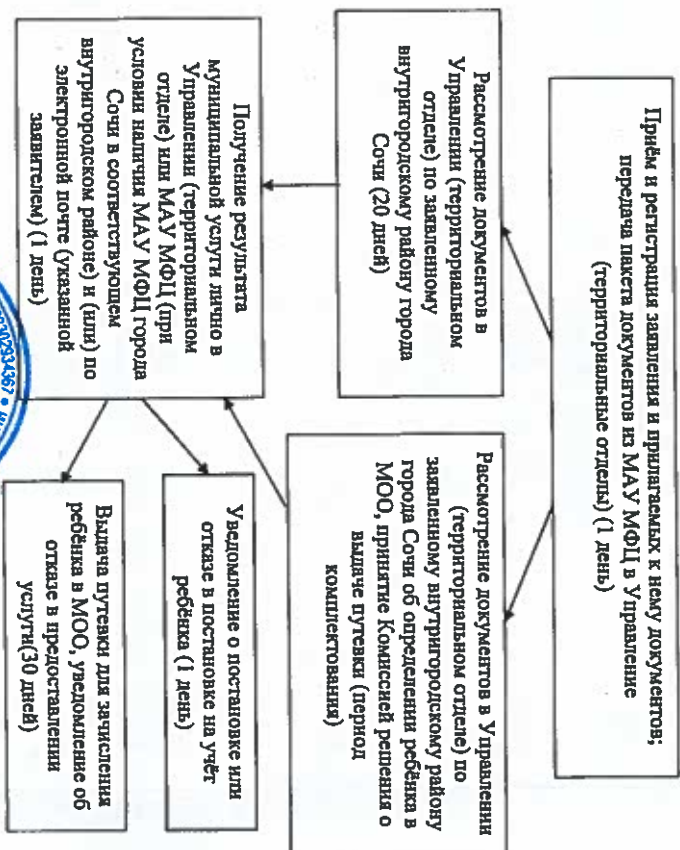 Приём и регистрация заявления и прилагаемых к нему документов;
передача пакета документов из МАУ МФЦ в Управление
(территориальные отделы) (1 день)
Рассмотрение документов в
Управлении (территориальном
отделе) по заявленному
внутригородскому району города
Сочи (20 дней)
Рассмотрение документов в Управлении
(территориальном отделе) по
заявленному внутригородскому району
города Сочи об определении ребёнка в
МОО, принятие Комиссией решения о
выдаче путевки (период
комплектования)
Получение результата
муниципальной услуги лично в
Управлении (территориальном
отделе) или МАУ МФЦ (при
условии наличия МАУ МФЦ города
Сочи в соответствующем
внутригородском районе) и (или) по
электронной почте (указанной
заявителем) (1 день)
Уведомление о постановке или
отказе в постановке на учёт
ребёнка (1 день)
Выдача путевки для зачисления
ребёнка в МОО, уведомление об
отказе в предоставлении
услуги(30 дней)